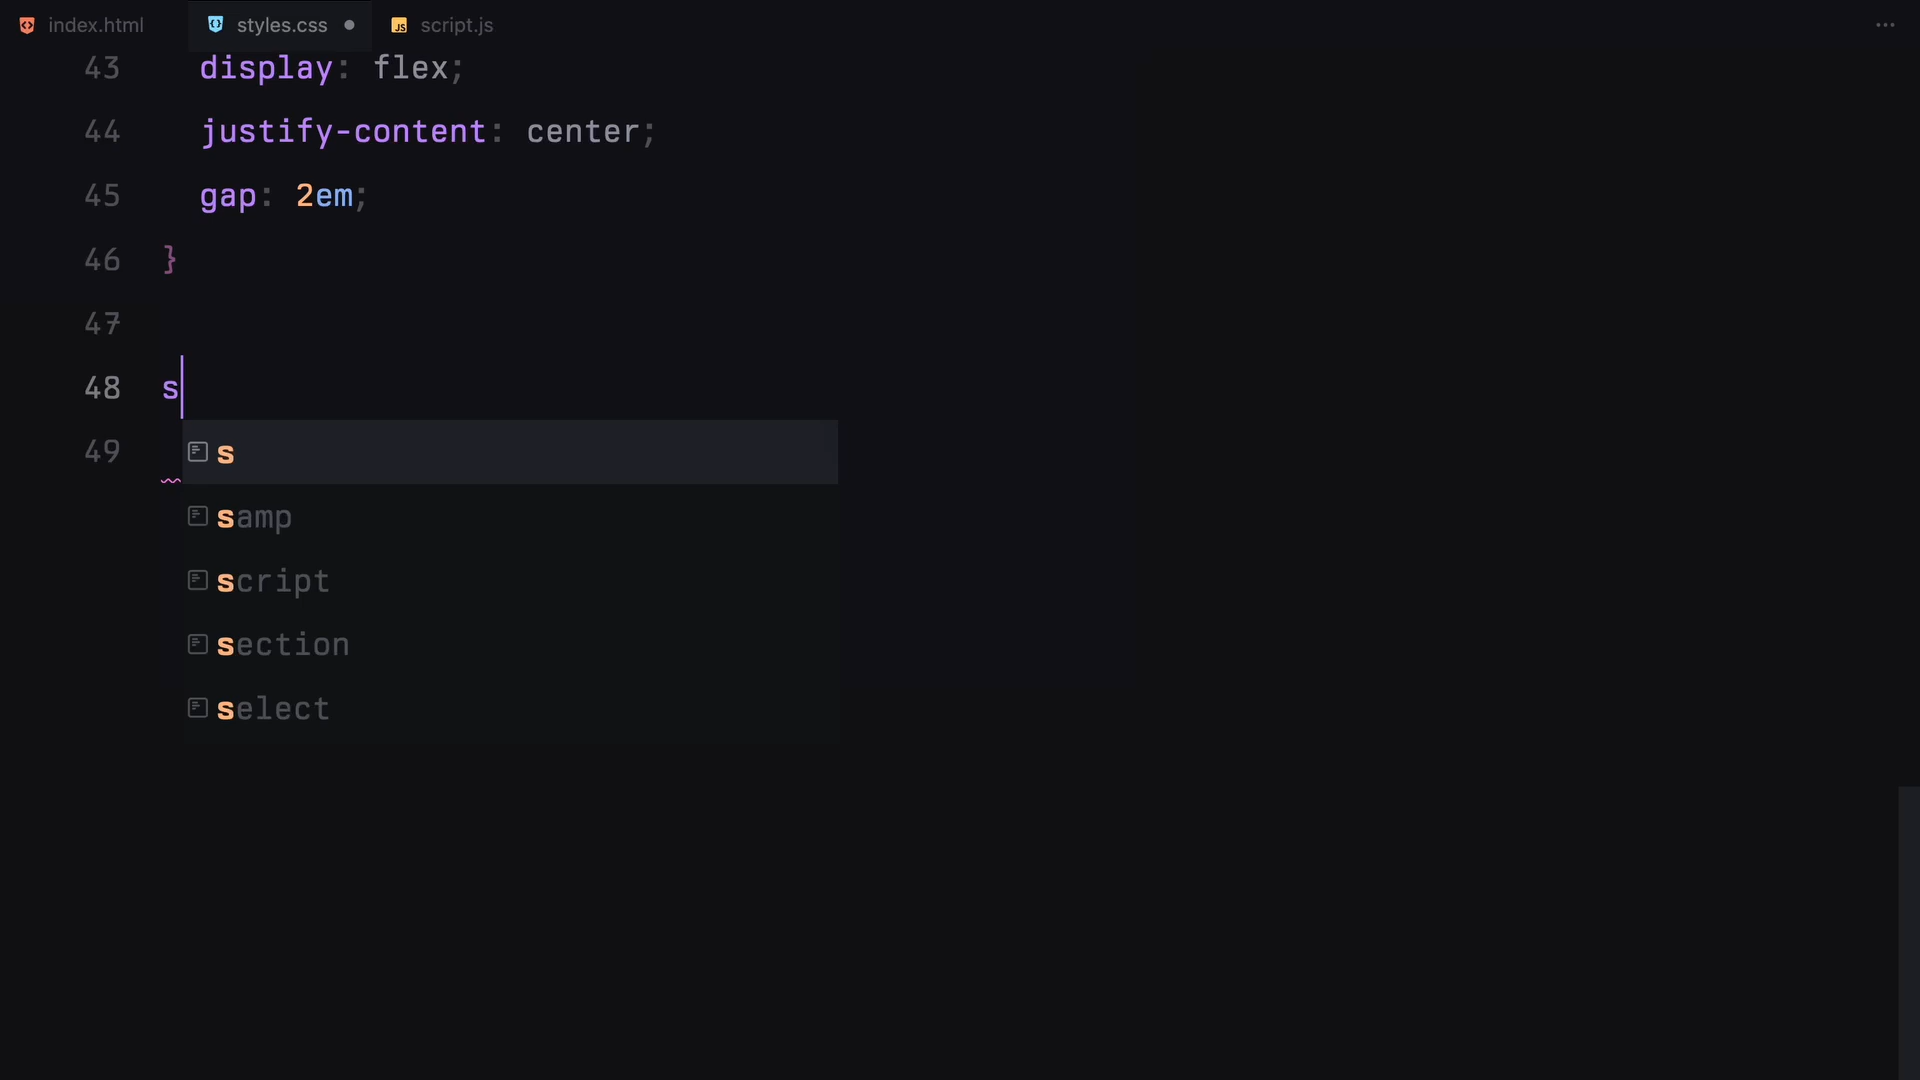 index.html styles.css script.js
43 display: flex;
44 justify-content: center;
45 gap: 2em;
46 }
47
48 s
49
s
samp
script
section
select